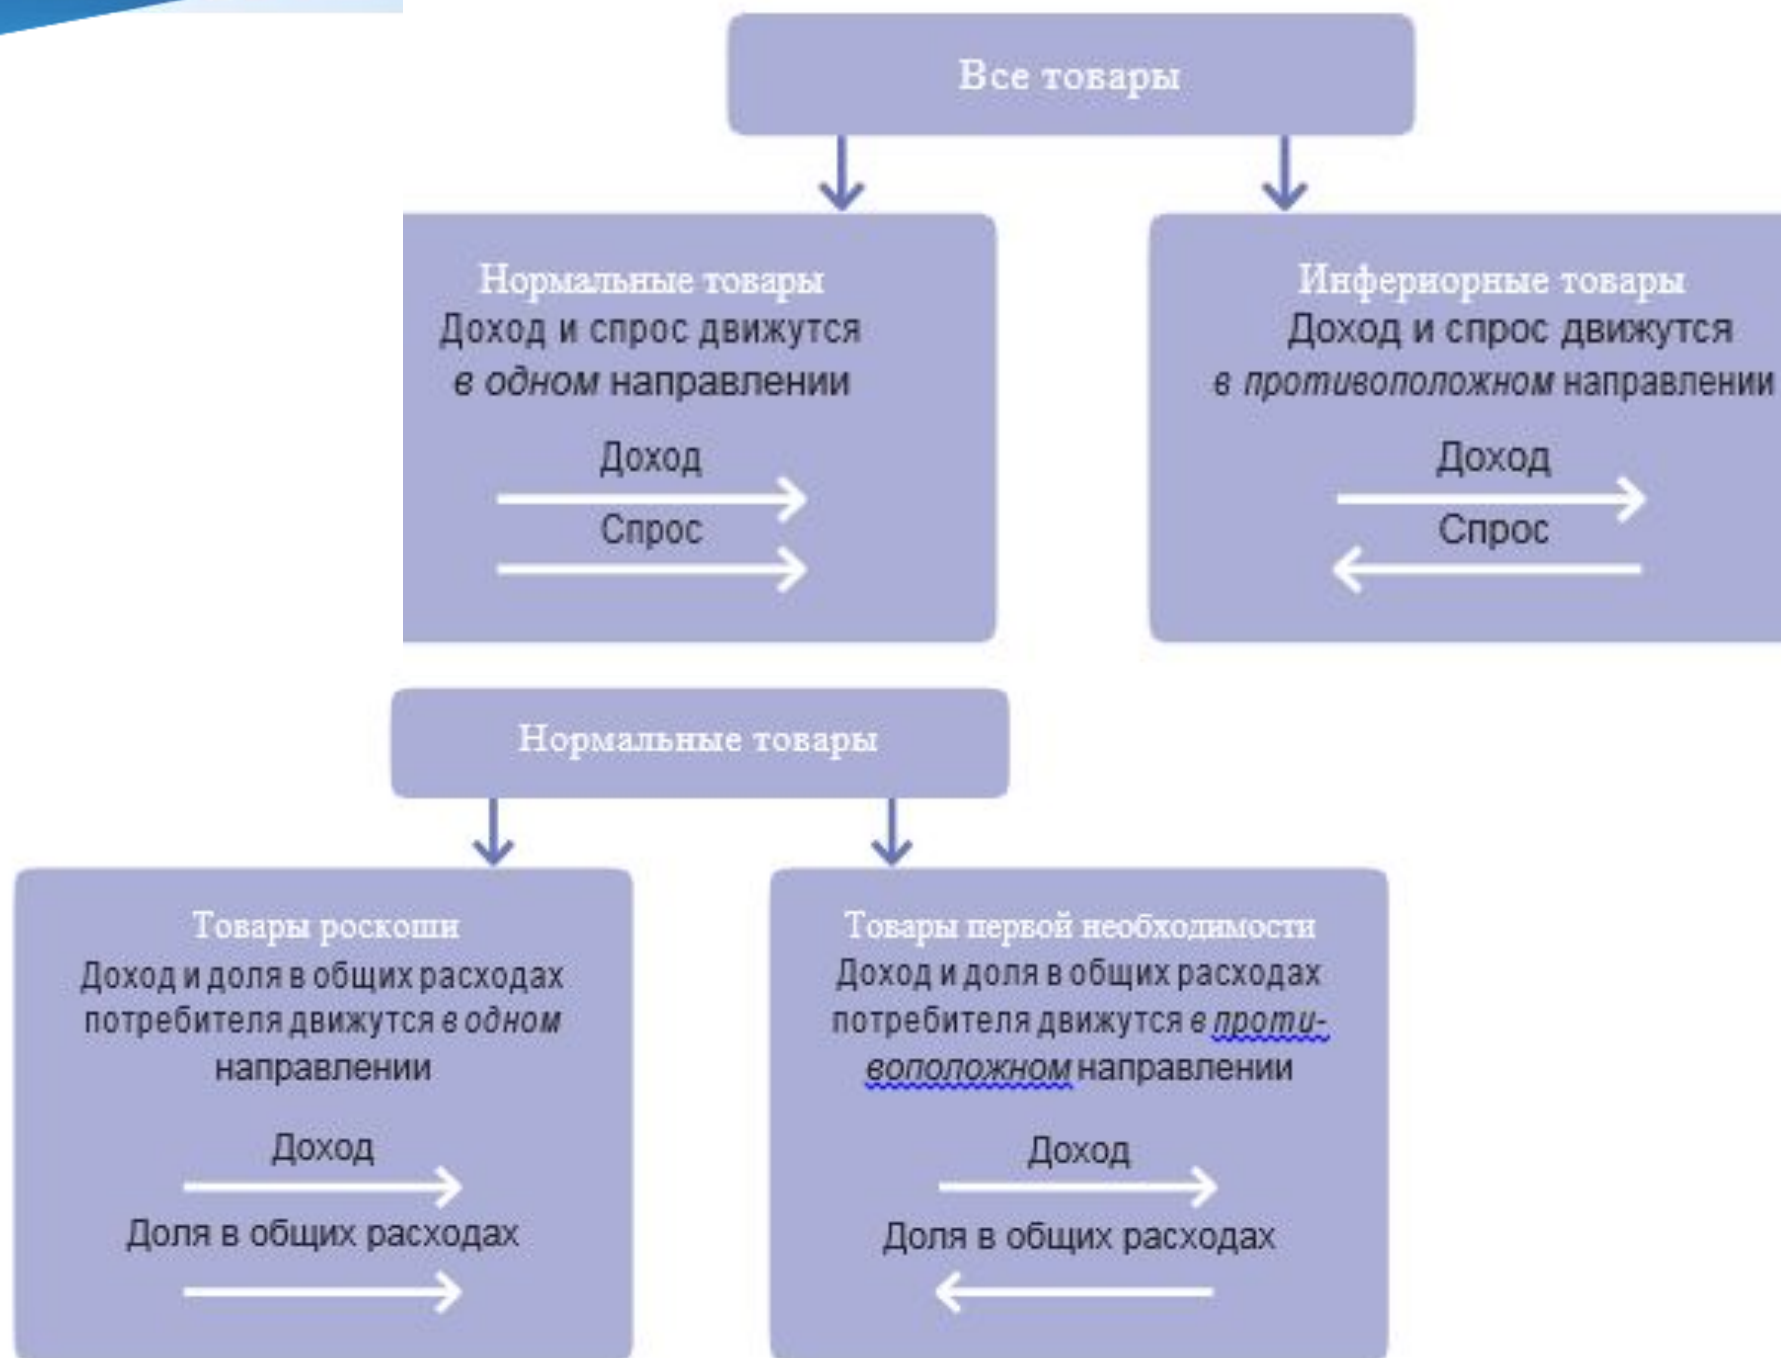 Все товары
Нормальные товары
Доход и спрос движутся
в одном направлении
Доход
Спрос
Инфериорные товары
Доход и спрос движутся
в противоположном направлении
Доход
Спрос
Нормальные товары
Товары роскоши
Доход и доля в общих расходах
потребителя движутся в одном
направлении
Доход
Доля в общих расходах
Товары первой необходимости
Доход и доля в общих расходах
потребителя движутся в проти-
воположном направлении
Доход
Доля в общих расходах